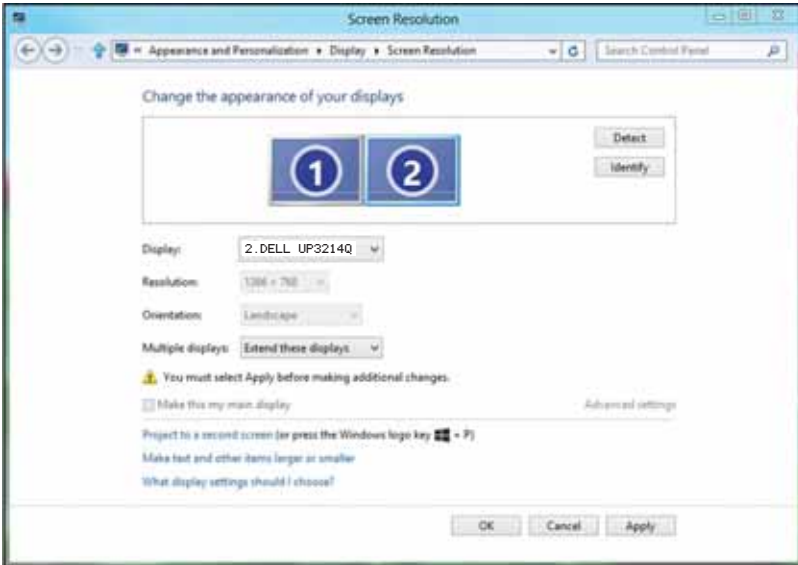 Screen Resolution
« Appearance and Personalization ▸ Display ▸ Screen Resolution
Search Control Panel
Change the appearance of your displays
1 2
Detect
Identify
Display: 2.DELL UP3214Q
Resolution: 1366 × 768
Orientation: Landscape
Multiple displays: Extend these displays
You must select Apply before making additional changes.
Make this my main display
Advanced settings
Project to a second screen (or press the Windows logo key + P)
Make text and other items larger or smaller
What display settings should I choose?
OK Cancel Apply